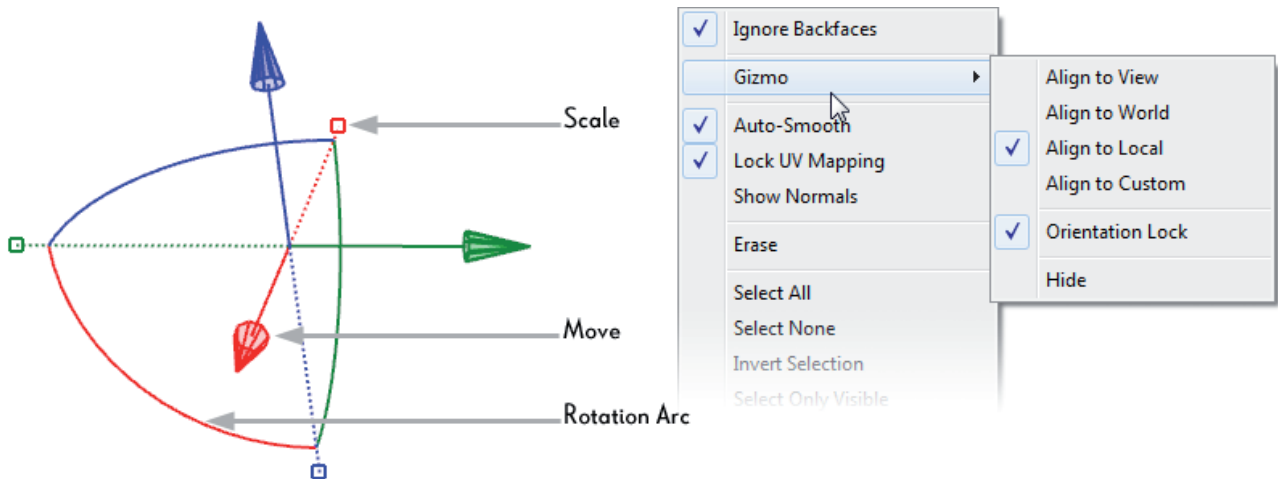 Scale
Move
Rotation Arc
Ignore Backfaces
Gizmo
Auto-Smooth
Lock UV Mapping
Show Normals
Erase
Select All
Select None
Invert Selection
Select Only Visible
Align to View
Align to World
Align to Local
Align to Custom
Orientation Lock
Hide